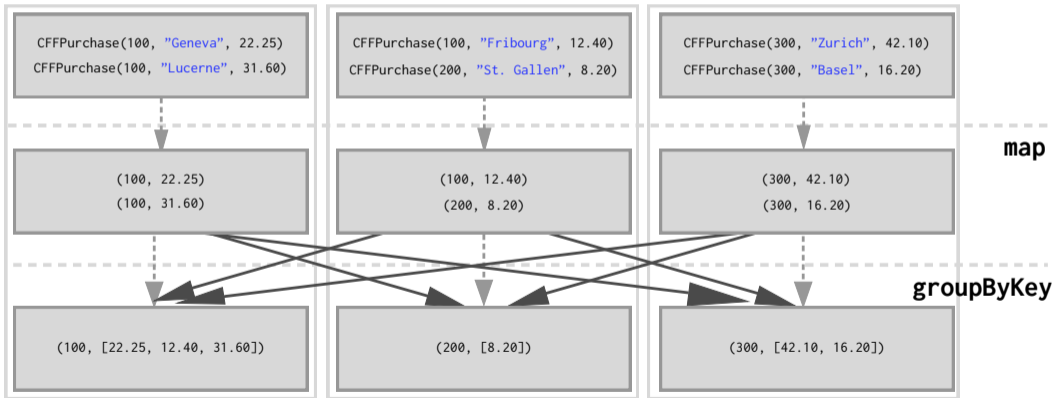 CFFPurchase(100, ”Geneva”, 22.25)
CFFPurchase(100, ”Lucerne”, 31.60)
CFFPurchase(100, ”Fribourg”, 12.40)
CFFPurchase(200, ”St. Gallen”, 8.20)
CFFPurchase(300, ”Zurich”, 42.10)
CFFPurchase(300, ”Basel”, 16.20)
map
(100, 22.25)
(100, 31.60)
(100, 12.40)
(200, 8.20)
(300, 42.10)
(300, 16.20)
groupByKey
(100, [22.25, 12.40, 31.60])
(200, [8.20])
(300, [42.10, 16.20])